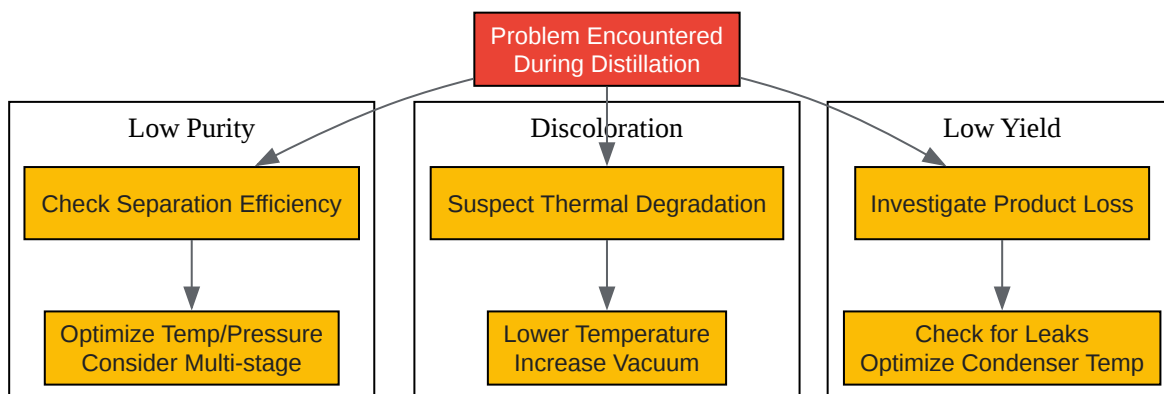 Problem Encountered
During Distillation
Low Purity
Discoloration
Low Yield
Check Separation Efficiency
Suspect Thermal Degradation
Investigate Product Loss
Optimize Temp/Pressure
Consider Multi-stage
Lower Temperature
Increase Vacuum
Check for Leaks
Optimize Condenser Temp